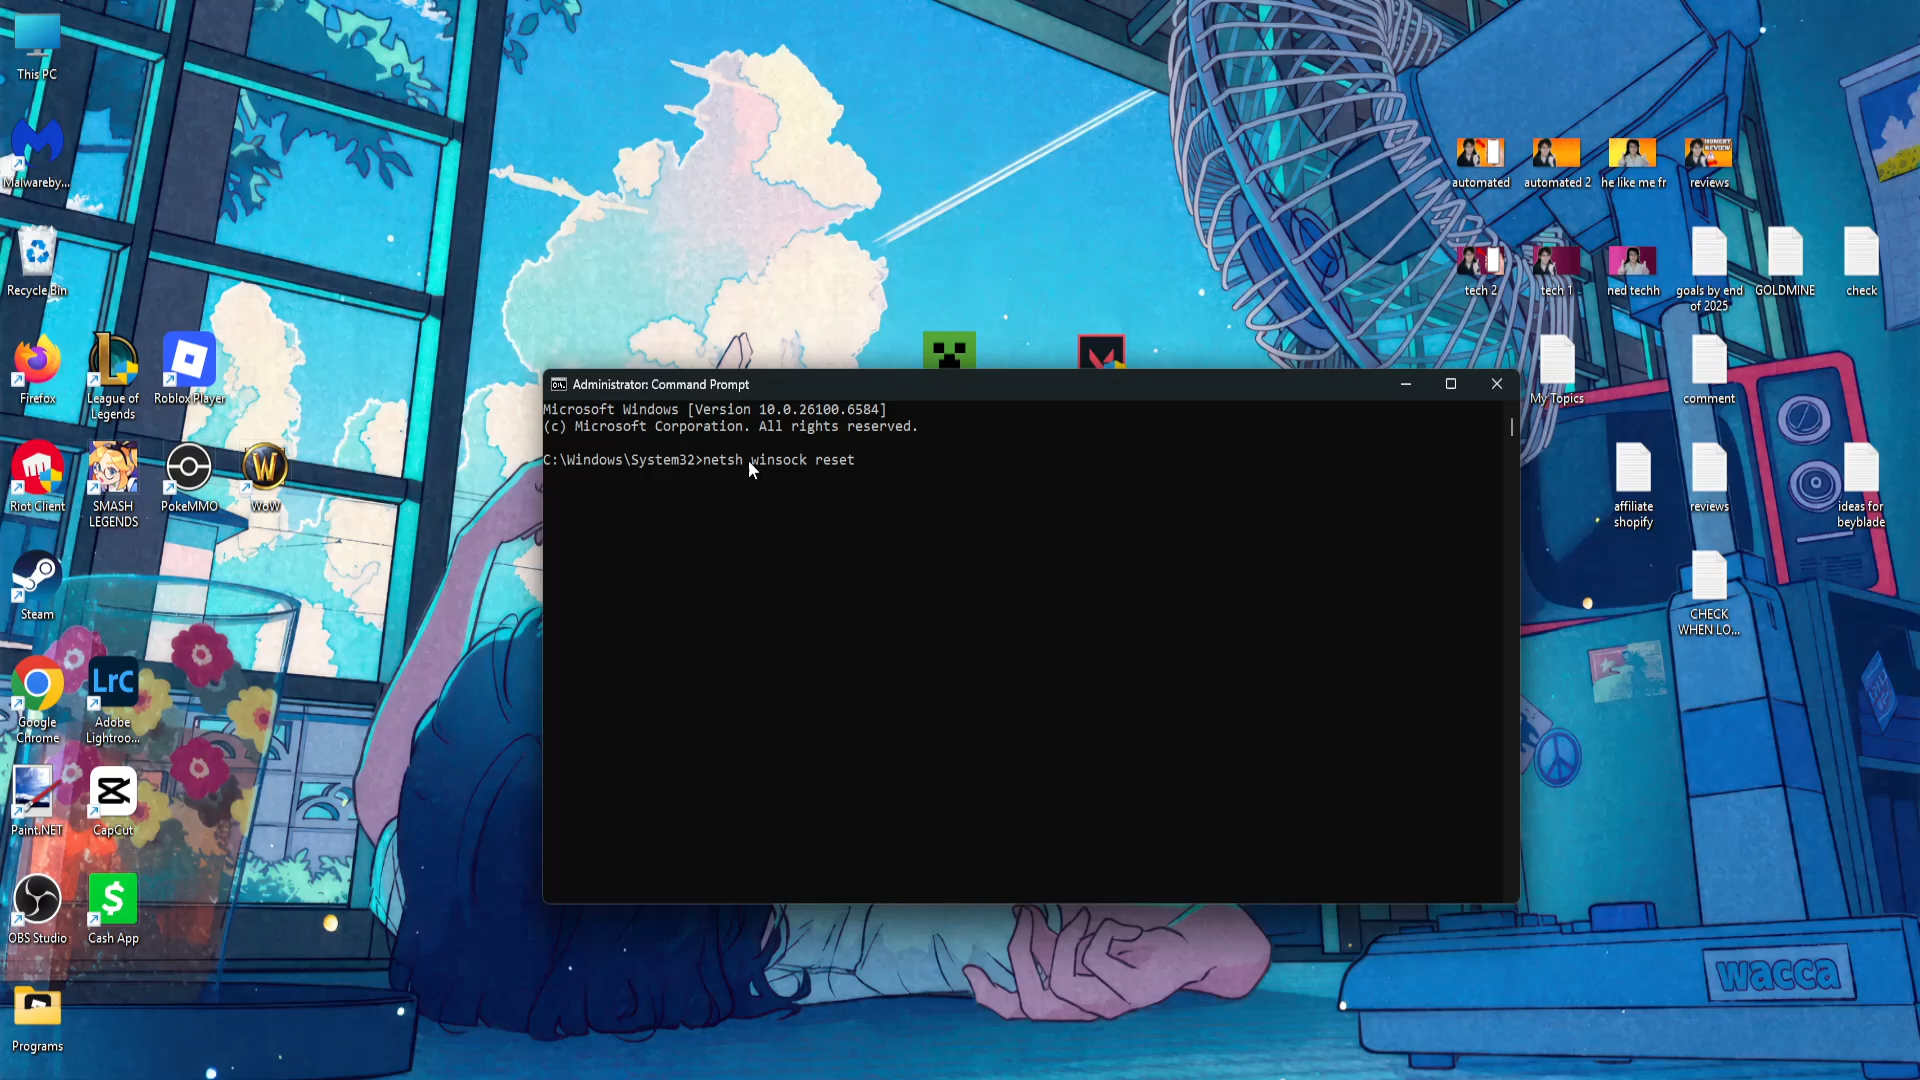 This PC
Malwareby...
Recycle Bin
Firefox
League of
Legends
Roblox Player
Riot Client
SMASH
LEGENDS
PokeMMO
WoW
Steam
Google
Chrome
LrC
Adobe
Lightroo...
Paint.NET
CapCut
OBS Studio
Cash App
Programs
Administrator: Command Prompt
Microsoft Windows [Version 10.0.26100.6584]
(c) Microsoft Corporation. All rights reserved.
C:\Windows\System32>netsh winsock reset
automated
automated 2
he like me fr
HONEST
REVIEW
reviews
tech 2
tech 1
ned techh
goals by end
of 2025
GOLDMINE
check
My Topics
comment
affiliate
shopify
reviews
ideas for
beyblade
CHECK
WHEN LO...
wacca